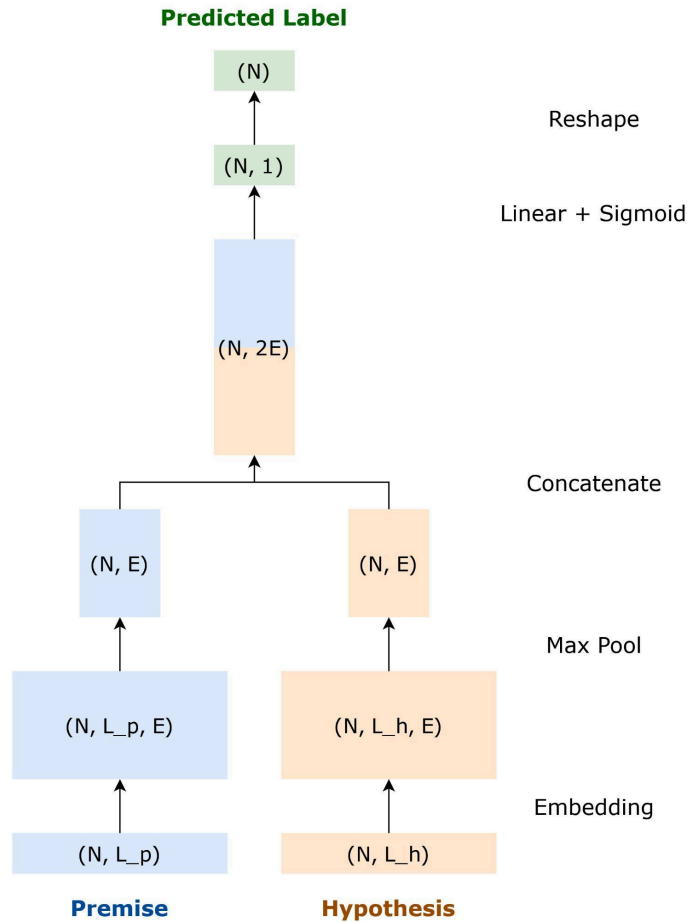 Predicted Label
(N)
Reshape
(N, 1)
Linear + Sigmoid
(N, 2E)
Concatenate
(N, E)
(N, E)
Max Pool
(N, L_p, E)
(N, L_h, E)
Embedding
(N, L_p)
(N, L_h)
Premise
Hypothesis